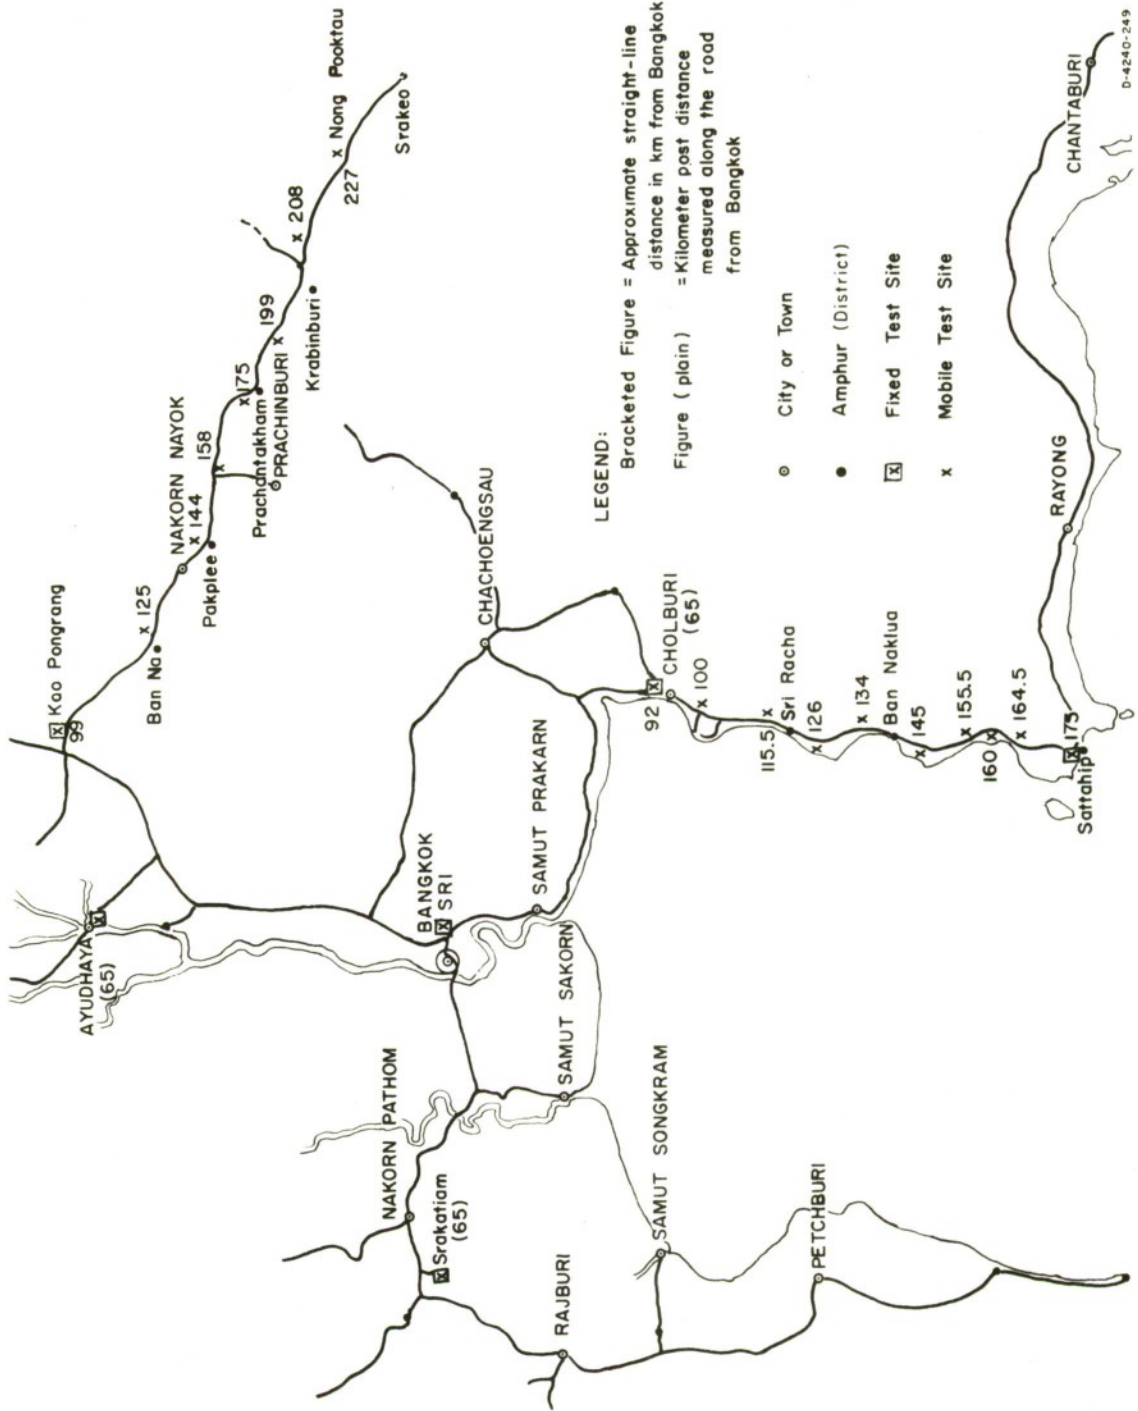 AYUDHAYA
(65)
Kao Pongrang
99
Ban Na
125
NAKORN NAYOK
144
Pakplee
158
Prachantakham
PRACHINBURI
175
199
Krabinburi
208
227
Nong Pooktau
Srakeo
NAKORN PATHOM
Srakatiam
(65)
BANGKOK
SRI
CHACHOENGSAU
RAJBURI
SAMUT SAKORN
SAMUT PRAKARN
SAMUT SONGKRAM
92
CHOLBURI
(65)
100
PETCHBURI
115.5
Sri Racha
126
134
Ban Naklua
145
155.5
160
164.5
173
Sattahip
RAYONG
CHANTABURI
LEGEND:
Bracketed Figure = Approximate straight-line
distance in km from Bangkok
Figure (plain) = Kilometer post distance
measured along the road
from Bangkok
City or Town
Amphur (District)
x Fixed Test Site
x Mobile Test Site
D-4240-249